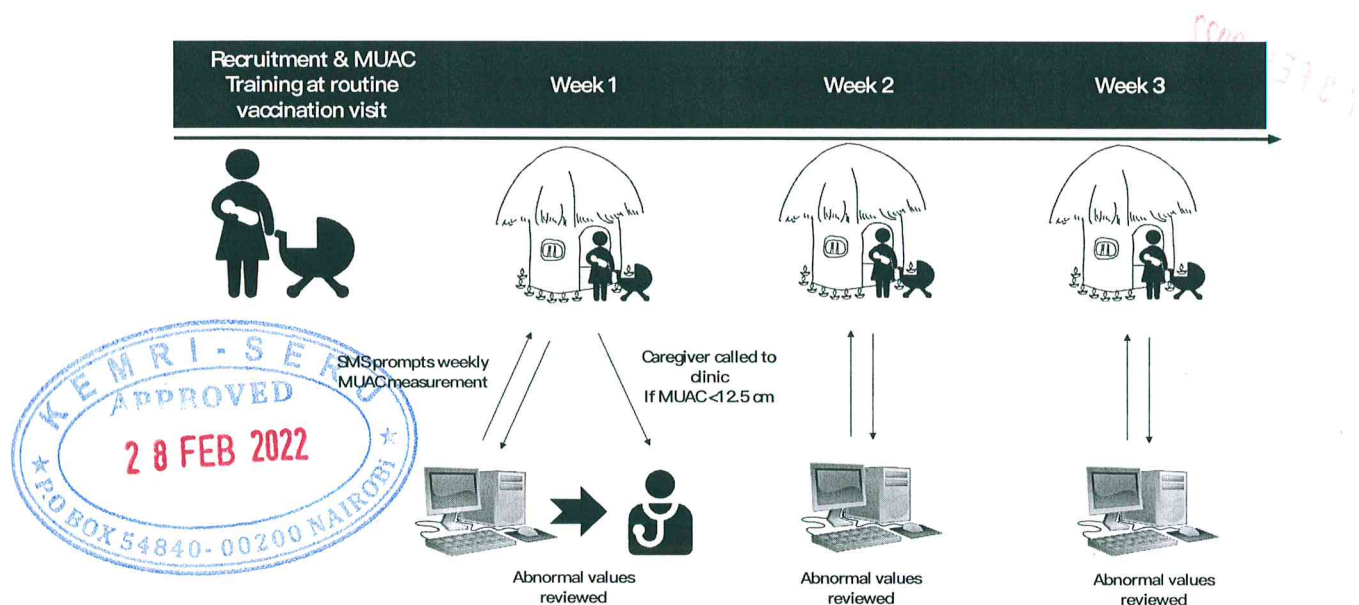 Recruitment & MUAC
Training at routine
vaccination visit
Week 1
Week 2
Week 3
SMS prompts weekly
MUAC measurement
Caregiver called to
clinic
If MUAC<12.5 cm
KEMRI-SERU
APPROVED
28 FEB 2022
P.O BOX 54840-00200 NAIROBI
Abnormal values
reviewed
Abnormal values
reviewed
Abnormal values
reviewed